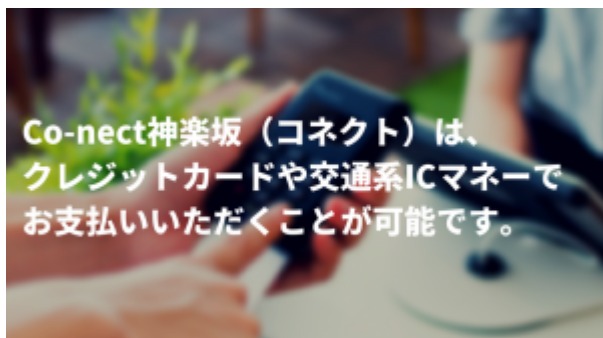 Co-nect神楽坂（コネクト）は、
クレジットカードや交通系ICマネーで
お支払いいただくことが可能です。